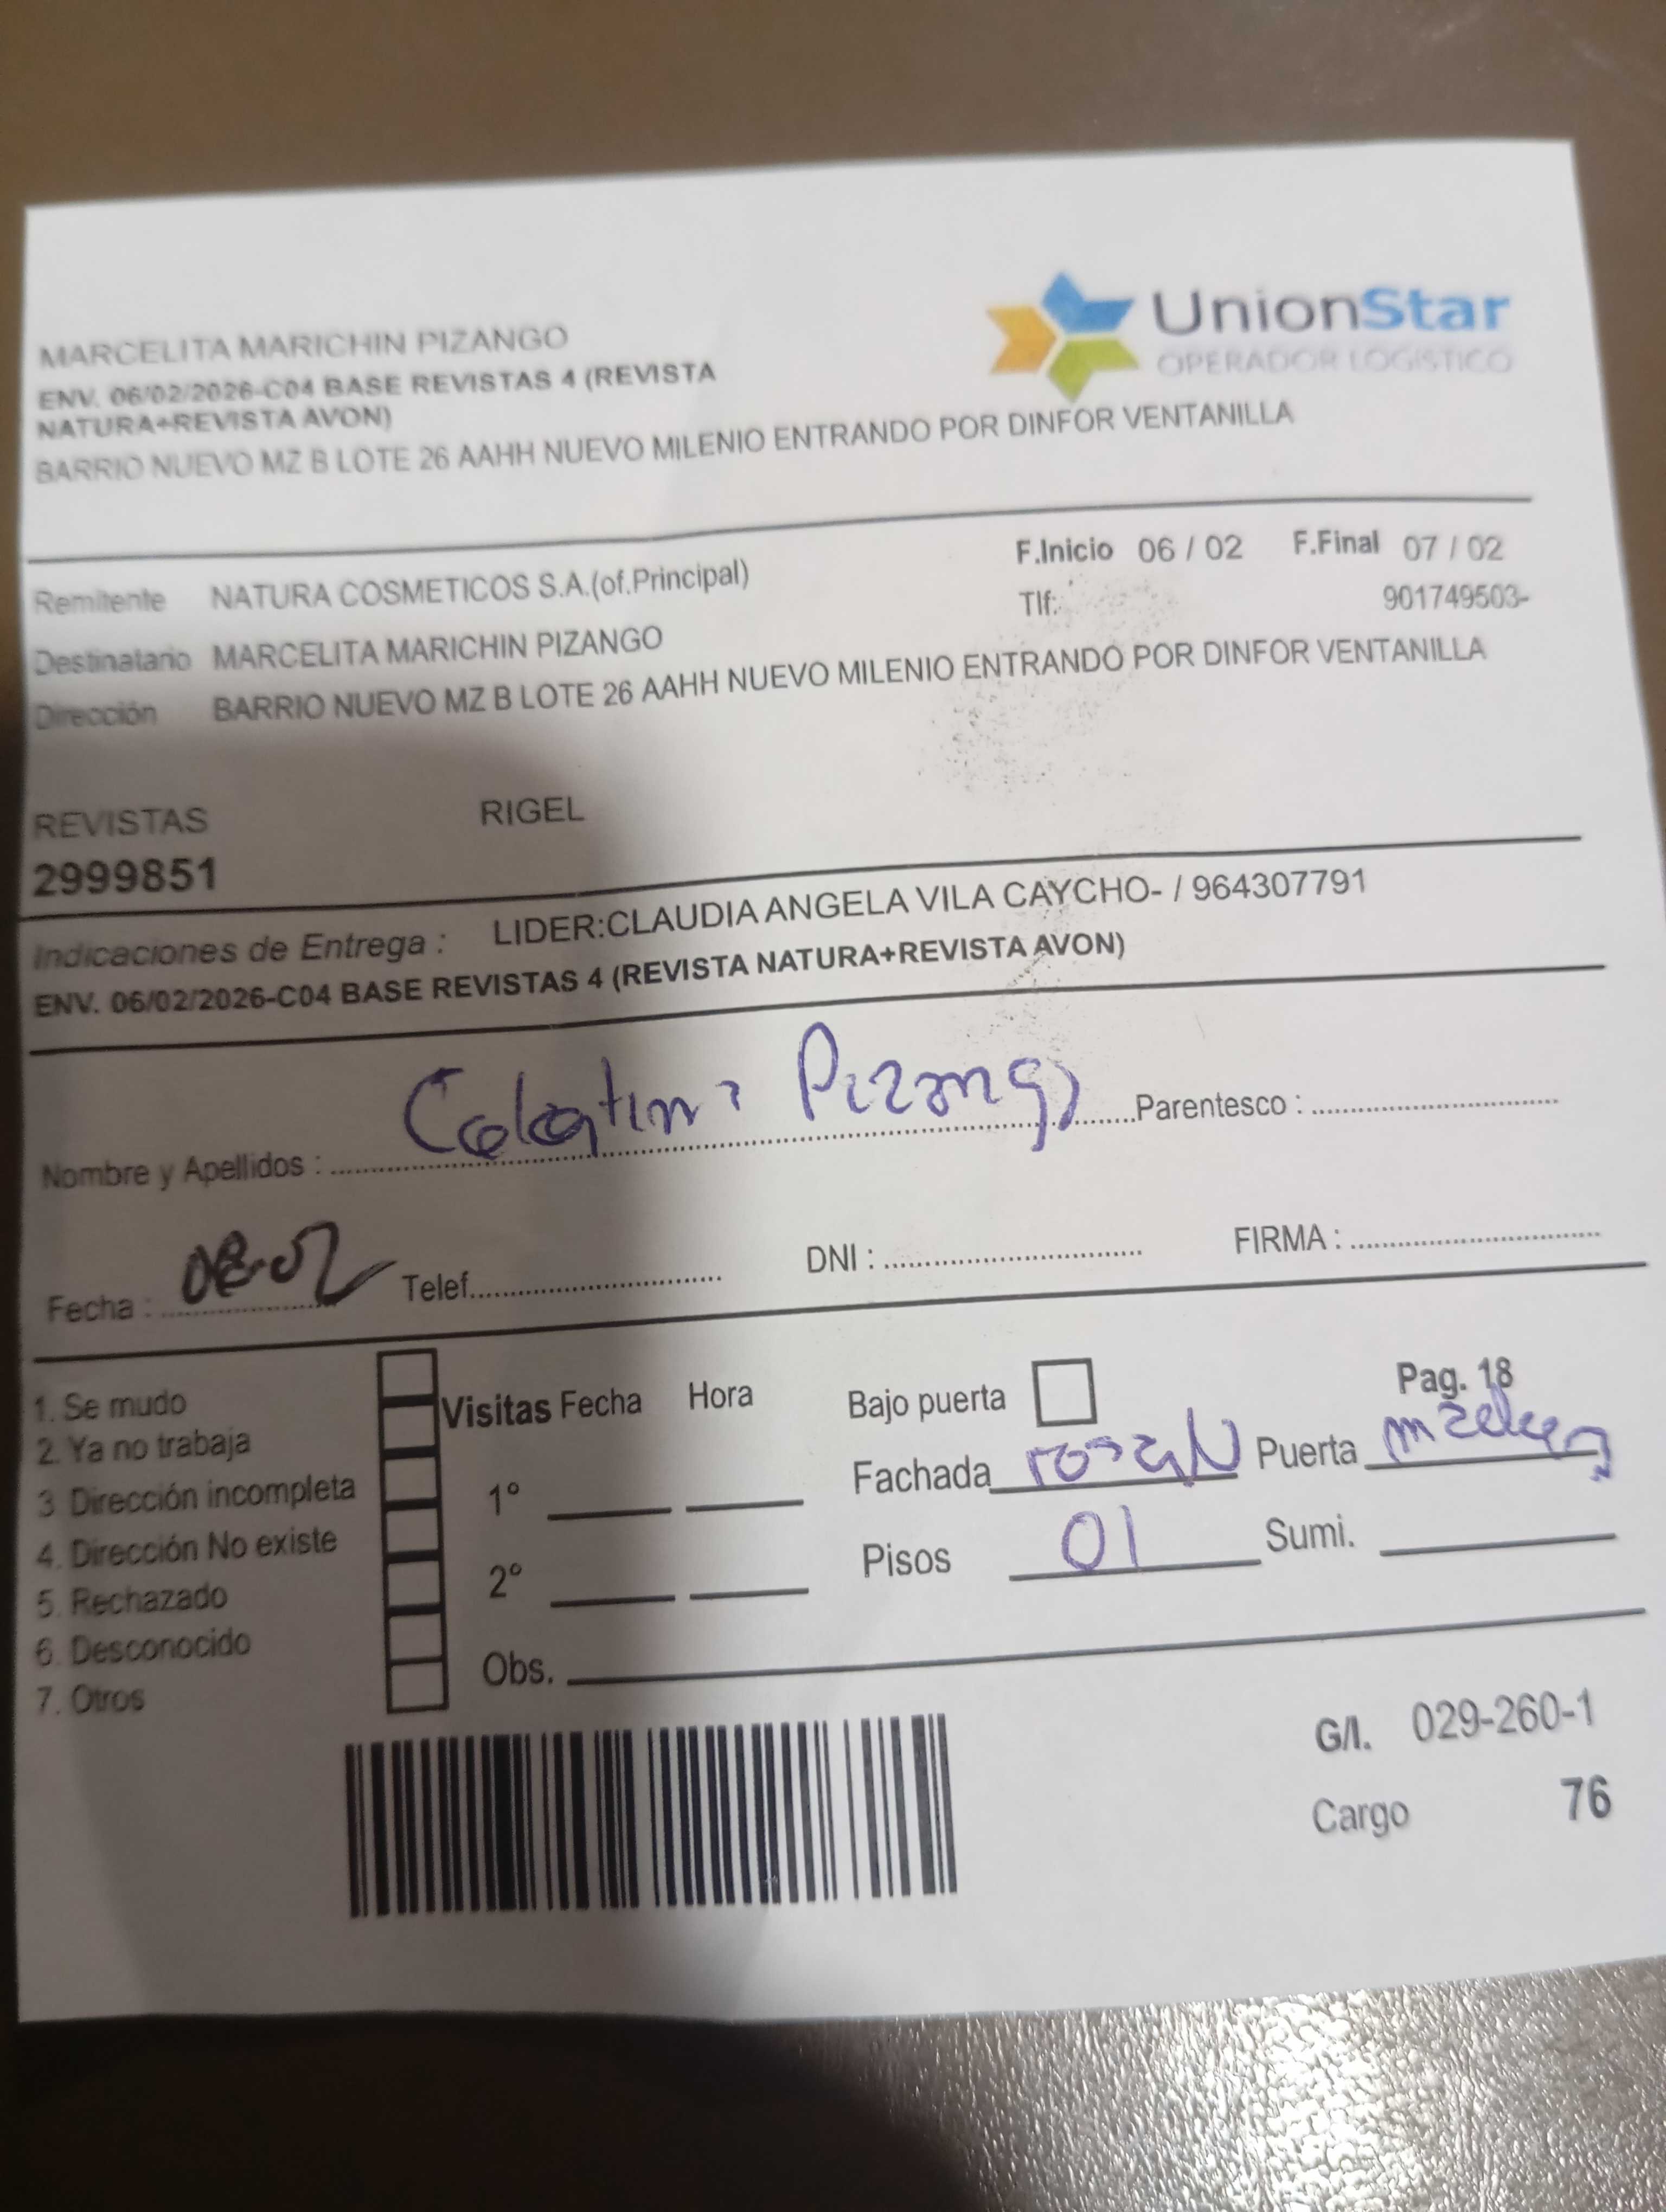 UnionStar
OPERADOR LOGISTICO
MARCELITA MARICHIN PIZANGO
ENV. 06/02/2026-C04 BASE REVISTAS 4 (REVISTA
NATURA+REVISTA AVON)
BARRIO NUEVO MZ B LOTE 26 AAHH NUEVO MILENIO ENTRANDO POR DINFOR VENTANILLA
F.Inicio 06 / 02 F.Final 07 / 02
Remitente NATURA COSMETICOS S.A.(of.Principal)
Tlf: 901749503-
Destinatario MARCELITA MARICHIN PIZANGO
Dirección BARRIO NUEVO MZ B LOTE 26 AAHH NUEVO MILENIO ENTRANDO POR DINFOR VENTANILLA
REVISTAS RIGEL
2999851
Indicaciones de Entrega : LIDER:CLAUDIA ANGELA VILA CAYCHO- / 964307791
ENV. 06/02/2026-C04 BASE REVISTAS 4 (REVISTA NATURA+REVISTA AVON)
Nombre y Apellidos : Pizango Parentesco :
Fecha : 08-02 Telef. DNI : FIRMA :
1. Se mudo
2. Ya no trabaja
3 Dirección incompleta
4. Dirección No existe
5. Rechazado
6. Desconocido
7. Otros
Visitas Fecha Hora
1°
2°
Obs.
Bajo puerta Pag. 18
Fachada Puerta
Pisos 01 Sumi.
G/I. 029-260-1
Cargo 76